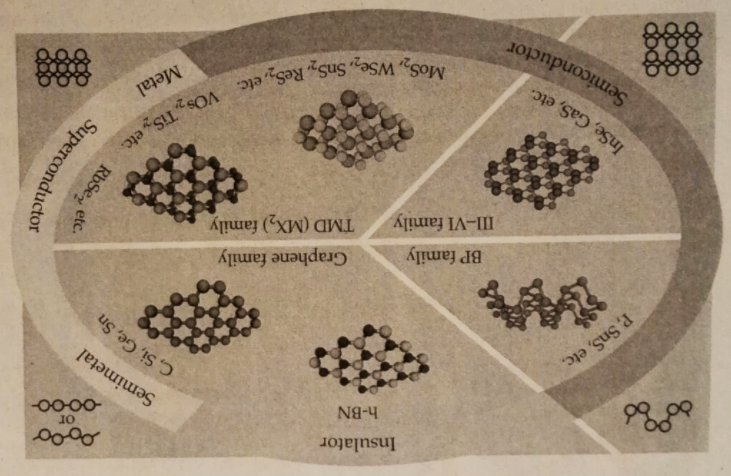 Insulator
h-BN
or
Semimetal
C, Si, Ge, Sn
P, SnS, etc.
BP family
Graphene family
III–VI family
TMD (MX₂) family
InSe, GaS, etc.
Semiconductor
MoS₂, WSe₂, SnS₂, ReS₂, etc.
VOs₂, TiS₂, etc.
RbSe₂, etc.
Metal
Superconductor